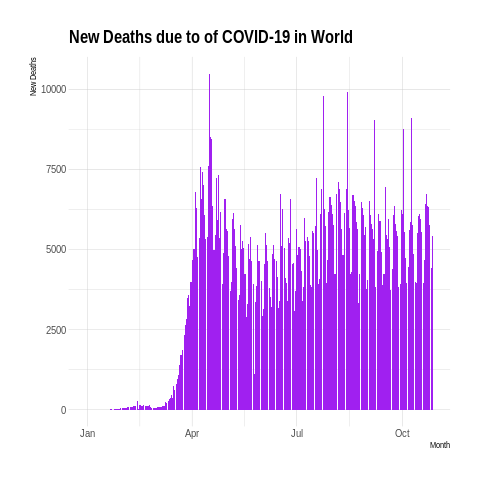 New Deaths due to of COVID-19 in World
New Deaths
10000
7500
5000
2500
0
Jan Apr Jul Oct
Month